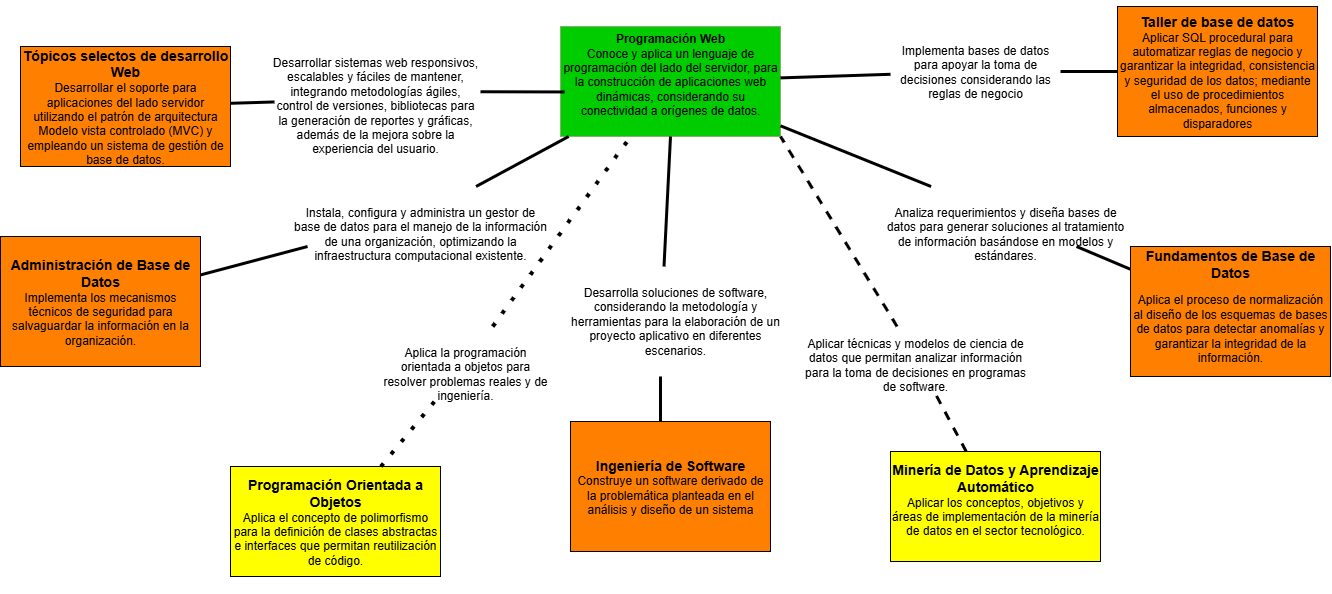 Programación Web
Conoce y aplica un lenguaje de
programación del lado del servidor, para
la construcción de aplicaciones web
dinámicas, considerando su
conectividad a orígenes de datos.
Taller de base de datos
Aplicar SQL procedural para
automatizar reglas de negocio y
garantizar la integridad, consistencia
y seguridad de los datos; mediante
el uso de procedimientos
almacenados, funciones y
disparadores
Tópicos selectos de desarrollo
Web
Desarrollar el soporte para
aplicaciones del lado servidor
utilizando el patrón de arquitectura
Modelo vista controlado (MVC) y
empleando un sistema de gestión de
base de datos.
Desarrollar sistemas web responsivos,
escalables y fáciles de mantener,
integrando metodologías ágiles,
control de versiones, bibliotecas para
la generación de reportes y gráficas,
además de la mejora sobre la
experiencia del usuario.
Implementa bases de datos
para apoyar la toma de
decisiones considerando las
reglas de negocio
Instala, configura y administra un gestor de
base de datos para el manejo de la información
de una organización, optimizando la
infraestructura computacional existente.
Analiza requerimientos y diseña bases de
datos para generar soluciones al tratamiento
de información basándose en modelos y
estándares.
Administración de Base de
Datos
Implementa los mecanismos
técnicos de seguridad para
salvaguardar la información en la
organización.
Fundamentos de Base de
Datos
Aplica el proceso de normalización
al diseño de los esquemas de bases
de datos para detectar anomalías y
garantizar la integridad de la
información.
Desarrolla soluciones de software,
considerando la metodología y
herramientas para la elaboración de un
proyecto aplicativo en diferentes
escenarios.
Aplica la programación
orientada a objetos para
resolver problemas reales y de
ingeniería.
Aplicar técnicas y modelos de ciencia de
datos que permitan analizar información
para la toma de decisiones en programas
de software.
Programación Orientada a
Objetos
Aplica el concepto de polimorfismo
para la definición de clases abstractas
e interfaces que permitan reutilización
de código.
Ingeniería de Software
Construye un software derivado de
la problemática planteada en el
análisis y diseño de un sistema
Minería de Datos y Aprendizaje
Automático
Aplicar los conceptos, objetivos y
áreas de implementación de la minería
de datos en el sector tecnológico.